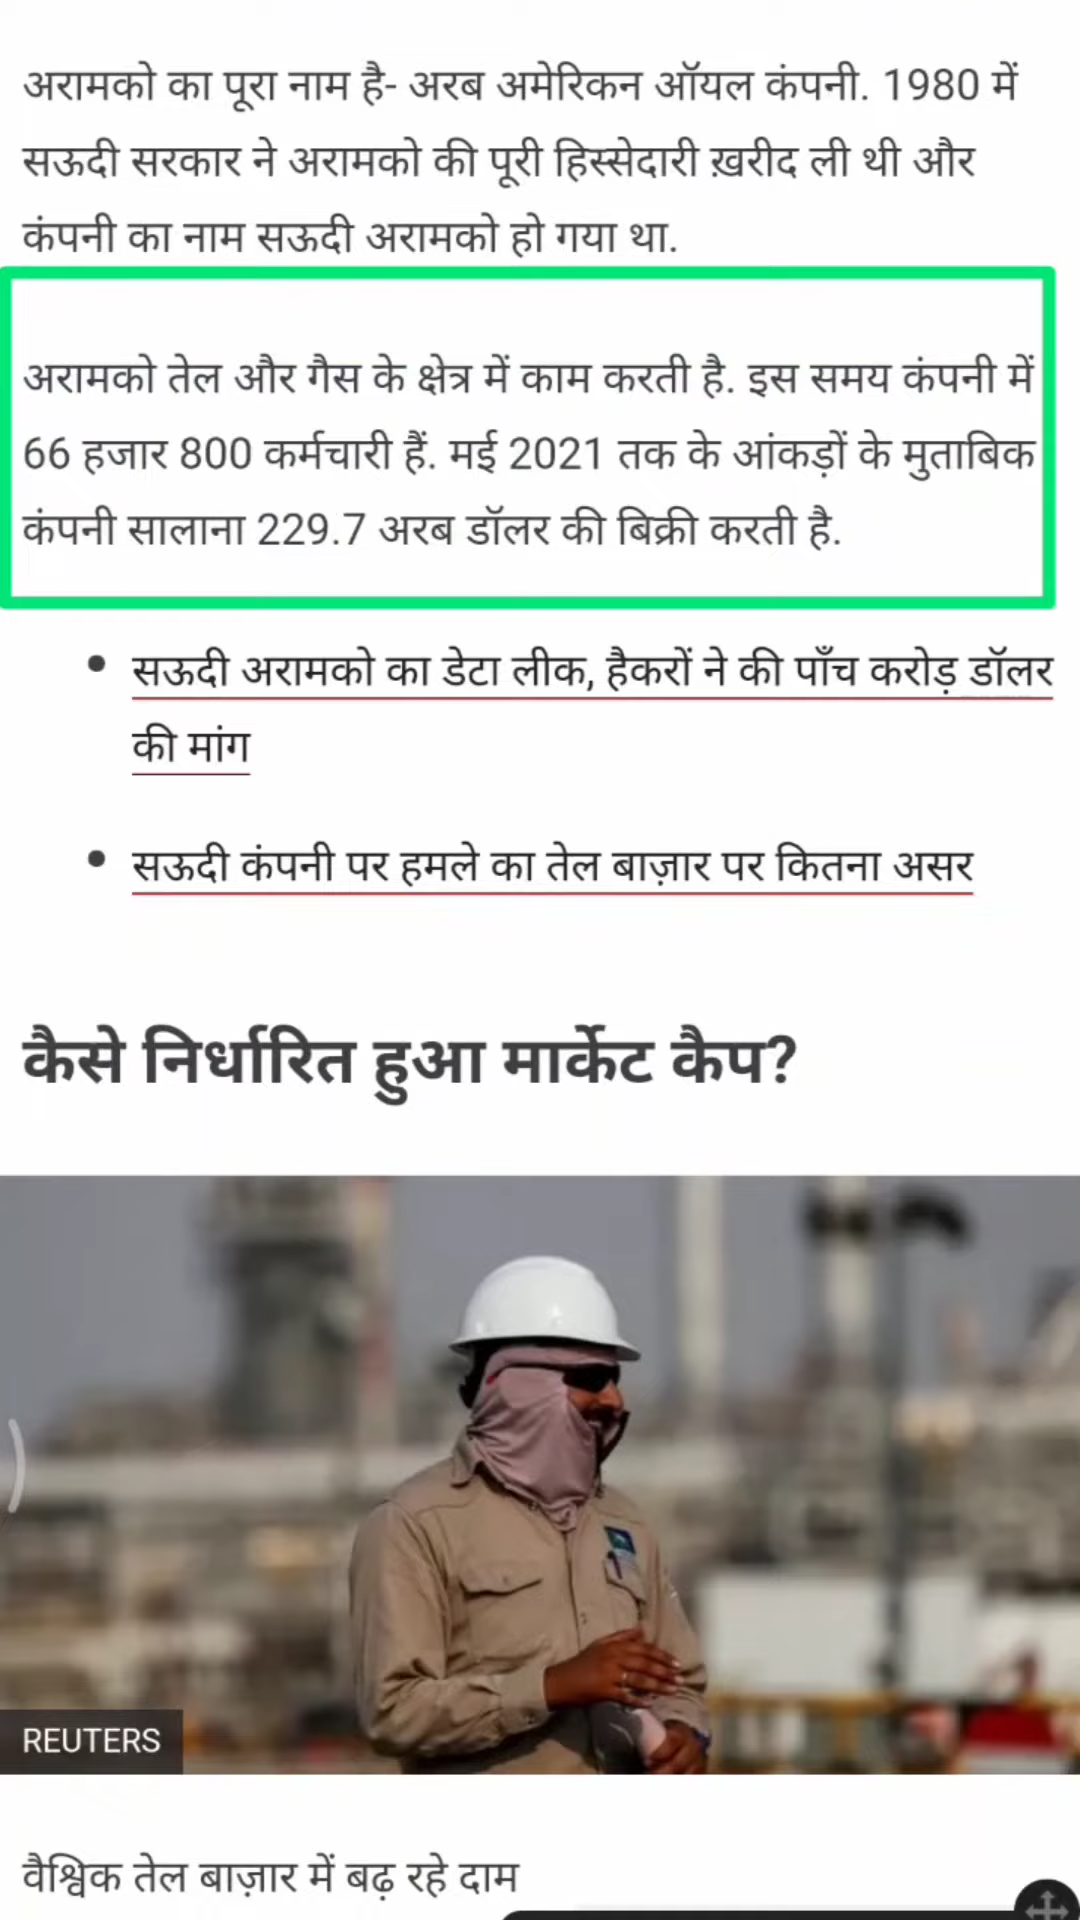 अरामको का पूरा नाम है- अरब अमेरिकन ऑयल कंपनी. 1980 में
सऊदी सरकार ने अरामको की पूरी हिस्सेदारी ख़रीद ली थी और
कंपनी का नाम सऊदी अरामको हो गया था.
अरामको तेल और गैस के क्षेत्र में काम करती है. इस समय कंपनी में
66 हजार 800 कर्मचारी हैं. मई 2021 तक के आंकड़ों के मुताबिक
कंपनी सालाना 229.7 अरब डॉलर की बिक्री करती है.
• सऊदी अरामको का डेटा लीक, हैकरों ने की पाँच करोड़ डॉलर
की मांग
• सऊदी कंपनी पर हमले का तेल बाज़ार पर कितना असर
कैसे निर्धारित हुआ मार्केट कैप?
REUTERS
वैश्विक तेल बाज़ार में बढ़ रहे दाम